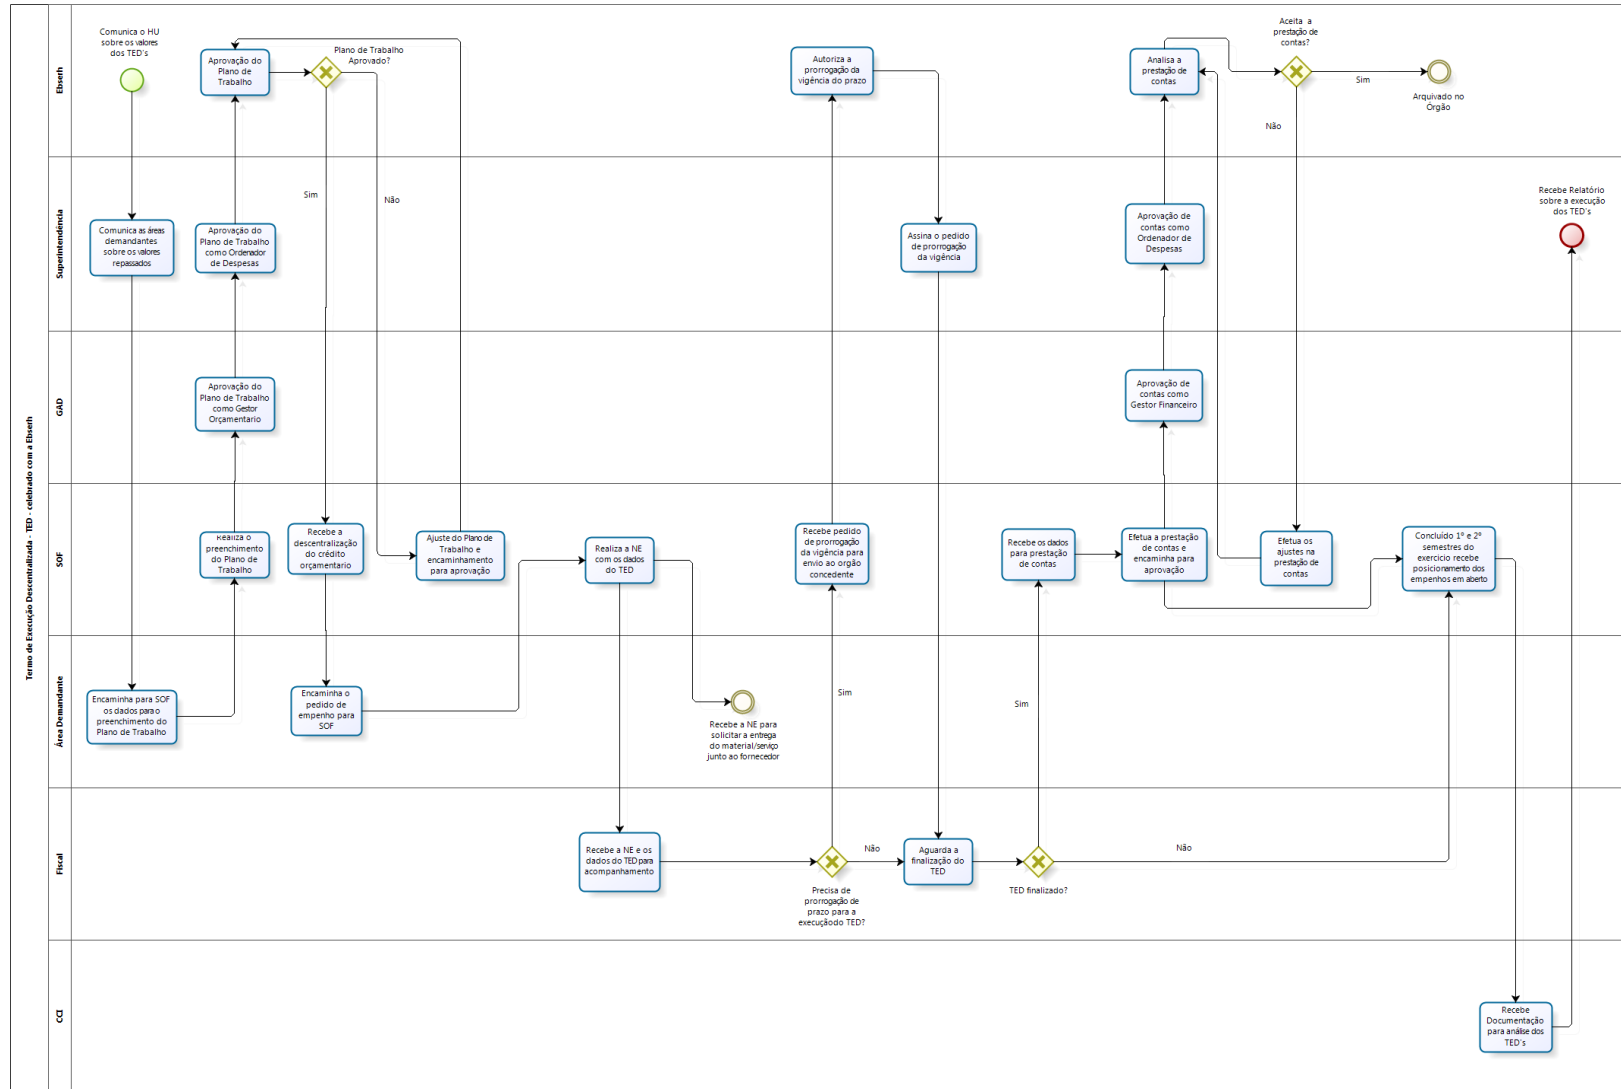 Termo de Execução Descentralizada - TED - celebrado com a Ebserh
Ebserh
Comunica o HU
sobre os valores
dos TED's
Aprovação do
Plano de
Trabalho
Plano de Trabalho
Aprovado?
Sim
Não
Autoriza a
prorrogação da
vigência do prazo
Analisa a
prestação de
contas
Aceita a
prestação de
contas?
Sim
Não
Arquivado no
Órgão
Superintendência
Comunica as áreas
demandantes
sobre os valores
repassados
Aprovação do
Plano de Trabalho
como Ordenador
de Despesas
Assina o pedido
de prorrogação
da vigência
Aprovação de
contas como
Ordenador de
Despesas
Recebe Relatório
sobre a execução
dos TED's
GAD
Aprovação do
Plano de Trabalho
como Gestor
Orçamentario
Aprovação de
contas como
Gestor Financeiro
SOF
Realiza o
preenchimento
do Plano de
Trabalho
Recebe a
descentralização
do crédito
orçamentario
Ajuste do Plano de
Trabalho e
encaminhamento
para aprovação
Realiza a NE
com os dados
do TED
Recebe pedido
de prorrogação
da vigência para
envio ao orgão
concedente
Recebe os dados
para prestação
de contas
Efetua a prestação
de contas e
encaminha para
aprovação
Efetua os
ajustes na
prestação de
contas
Concluído 1º e 2º
semestres do
exercicio recebe
posicionamento dos
empenhos em aberto
Área Demandante
Encaminha para SOF
os dados para o
preenchimento do
Plano de Trabalho
Encaminha o
pedido de
empenho para
SOF
Recebe a NE para
solicitar a entrega
do material/serviço
junto ao fornecedor
Sim
Sim
Fiscal
Recebe a NE e os
dados do TED para
acompanhamento
Precisa de
prorrogação de
prazo para a
execuçãodo TED?
Não
Aguarda a
finalização do
TED
TED finalizado?
Não
CCI
Recebe
Documentação
para análise dos
TED's